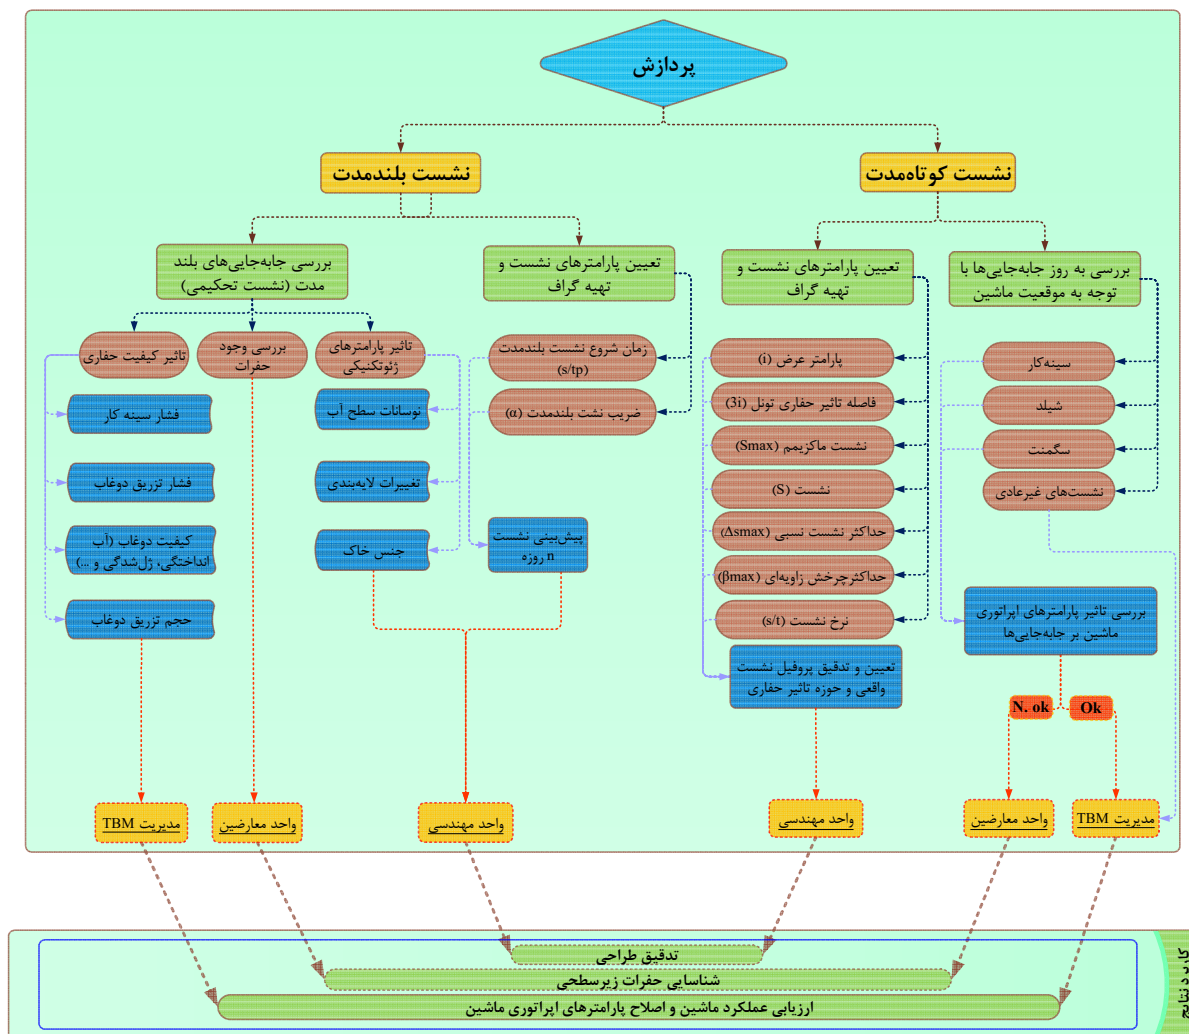 پردازش
نشست کوتاه‌مدت
نشست بلندمدت
بررسی به روز جابه‌جایی‌ها با
توجه به موقعیت ماشین
سینه‌کار
شیلد
سگمنت
نشست‌های غیرعادی
بررسی تاثیر پارامترهای اپراتوری
ماشین بر جابه‌جایی‌ها
Ok
N. ok
مدیریت TBM
واحد معارضین
تعیین پارامترهای نشست و
تهیه گراف
پارامتر عرض (i)
فاصله تاثیر حفاری تونل (3i)
نشست ماکزیمم (Smax)
نشست (S)
حداکثر نشست نسبی (Δsmax)
حداکثرچرخش زاویه‌ای (βmax)
نرخ نشست (s/t)
تعیین و تدقیق پروفیل نشست
واقعی و حوزه تاثیر حفاری
واحد مهندسی
تعیین پارامترهای نشست و
تهیه گراف
زمان شروع نشست بلندمدت
(s/tp)
ضریب نشت بلندمدت (α)
پیش‌بینی نشست
n روزه
بررسی جابه‌جایی‌های بلند
مدت (نشست تحکیمی)
تاثیر پارامترهای
ژئوتکنیکی
نوسانات سطح آب
تغییرات لایه‌بندی
جنس خاک
واحد مهندسی
بررسی وجود
حفرات
واحد معارضین
تاثیر کیفیت حفاری
فشار سینه کار
فشار تزریق دوغاب
کیفیت دوغاب (آب
انداختگی، ژل‌شدگی و ...)
حجم تزریق دوغاب
مدیریت TBM
کاربرد نتایج
تدقیق طراحی
شناسایی حفرات زیرسطحی
ارزیابی عملکرد ماشین و اصلاح پارامترهای اپراتوری ماشین